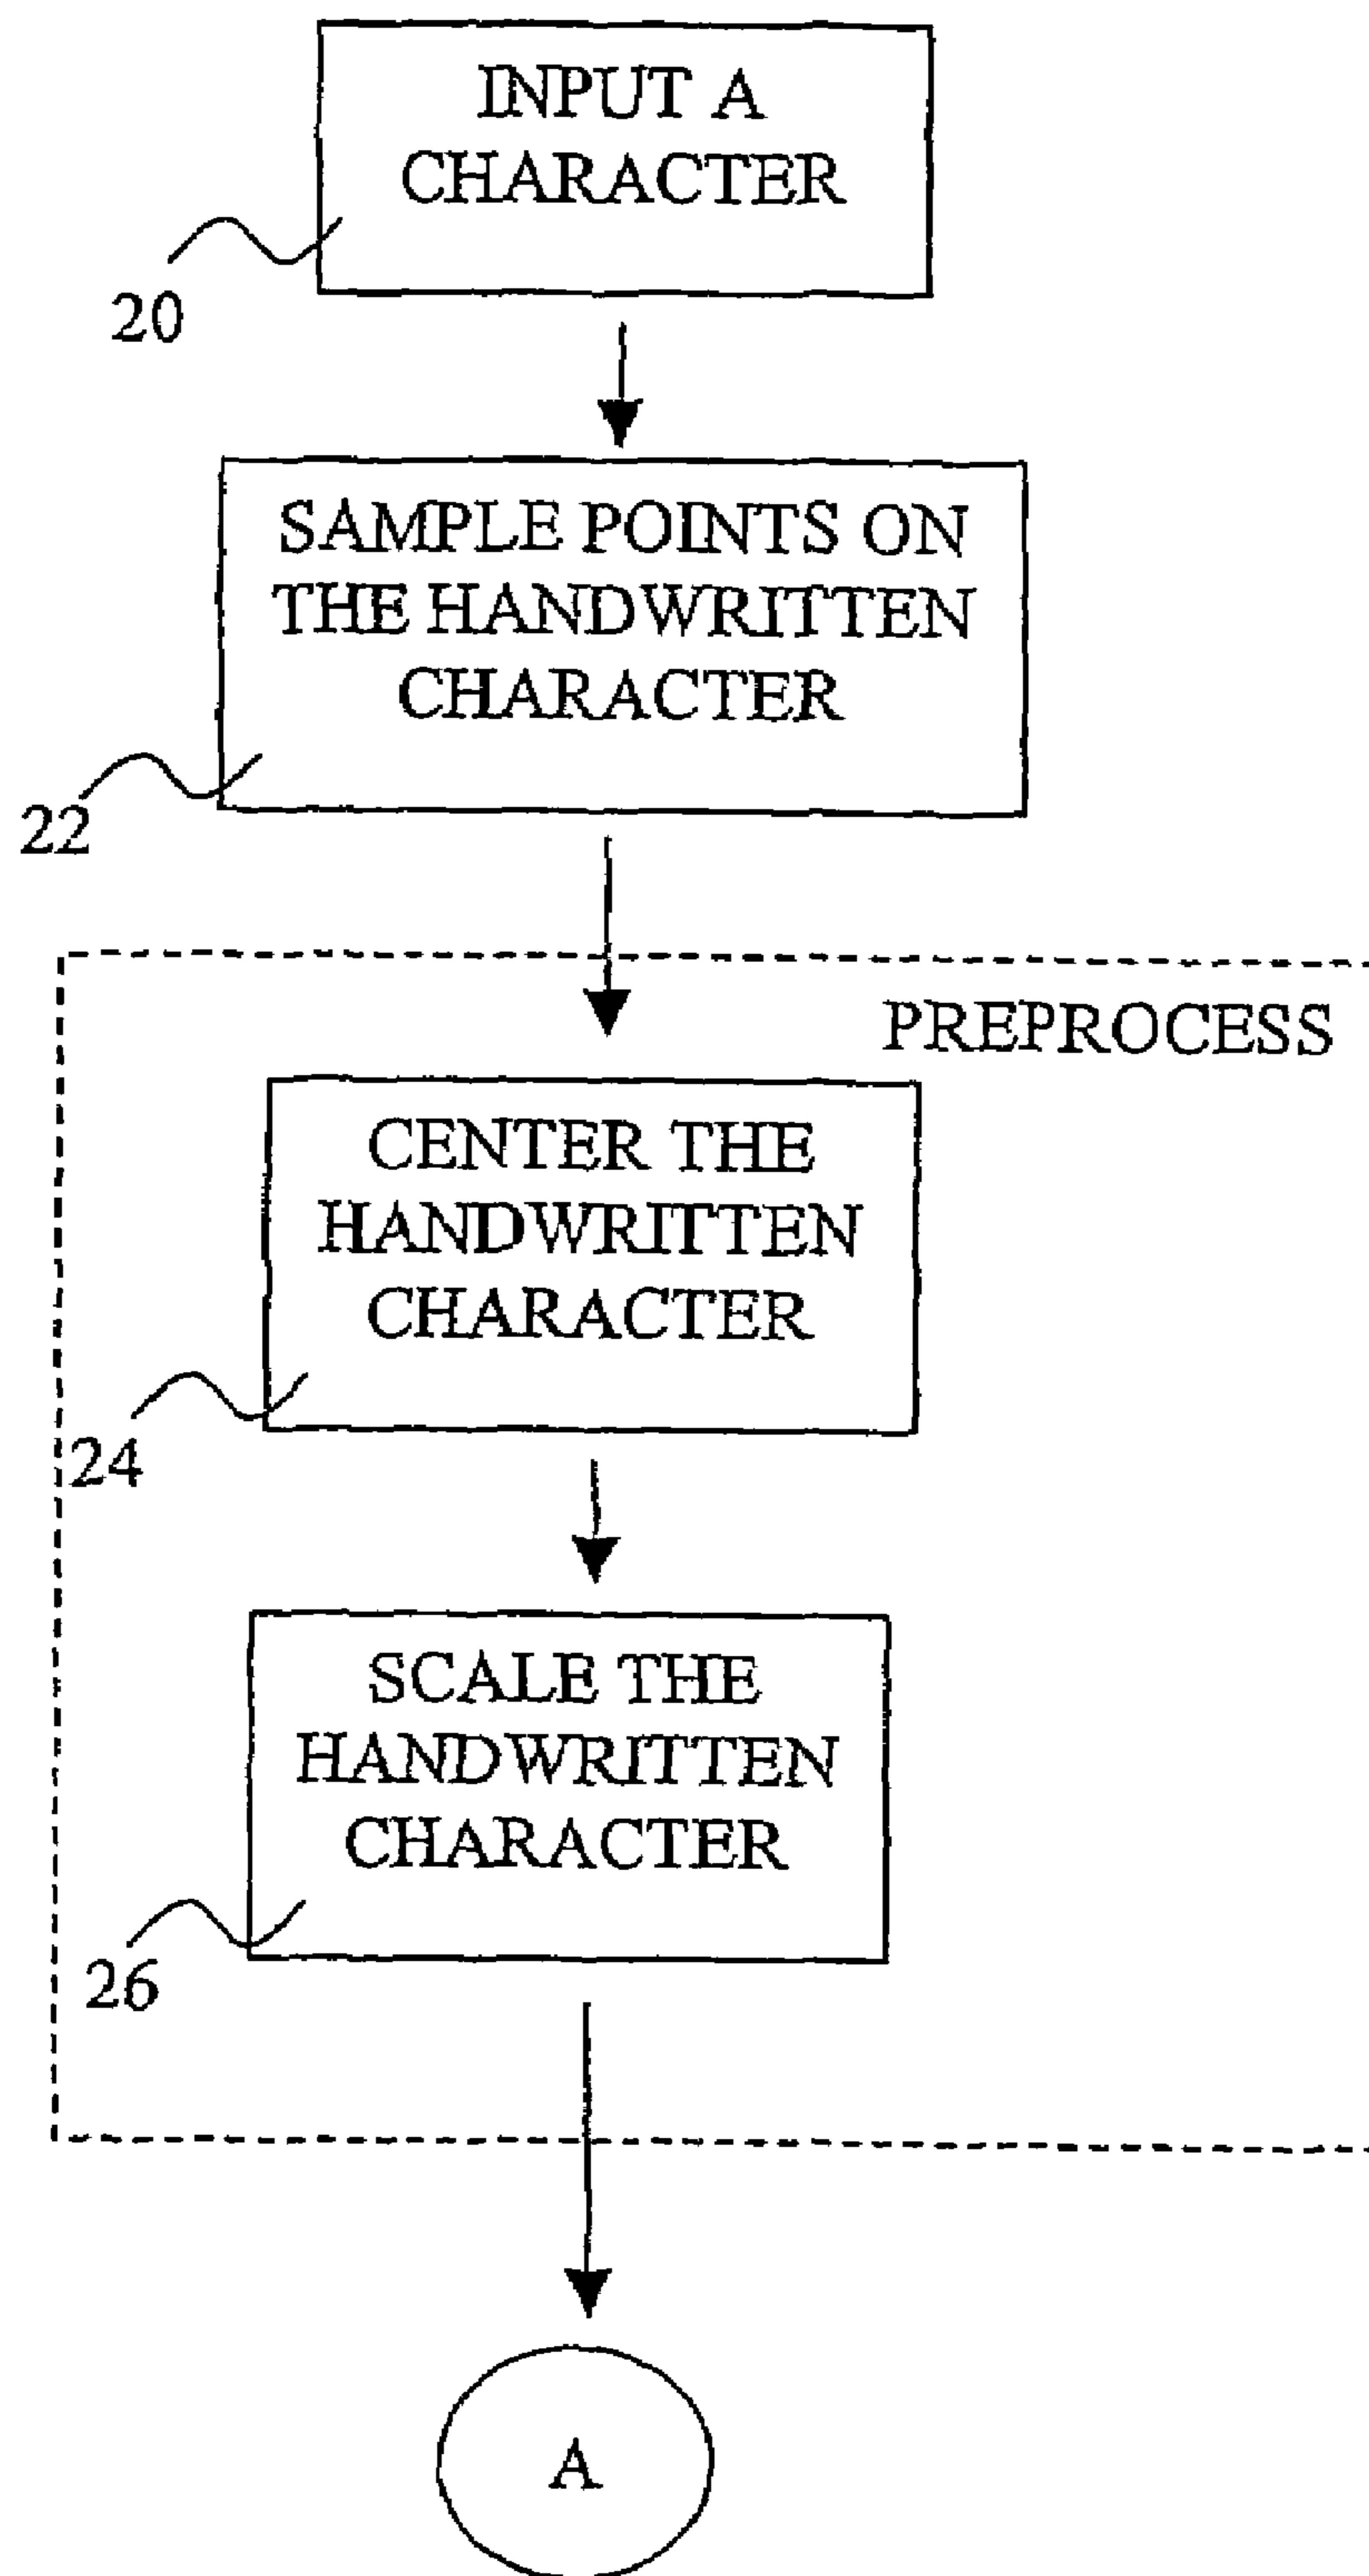 INPUT A
CHARACTER
20
SAMPLE POINTS ON
THE HANDWRITTEN
CHARACTER
22
PREPROCESS
CENTER THE
HANDWRITTEN
CHARACTER
24
SCALE THE
HANDWRITTEN
CHARACTER
26
A